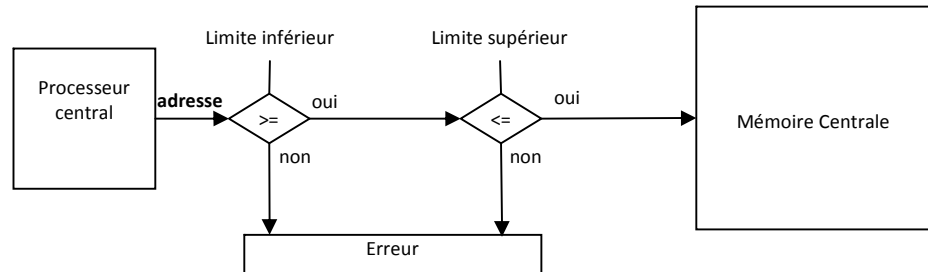 Limite inférieur
Limite supérieur
Processeur
central
adresse
>=
oui
<=
oui
Mémoire Centrale
non
non
Erreur